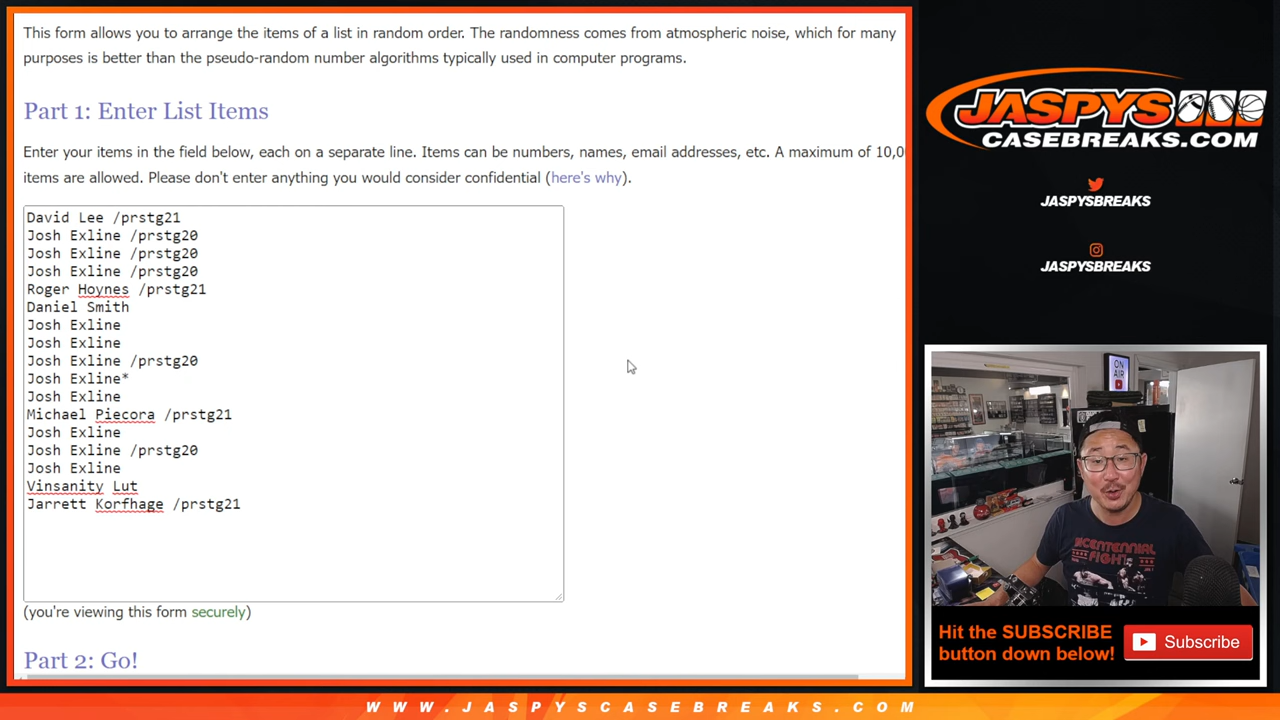 This form allows you to arrange the items of a list in random order. The randomness comes from atmospheric noise, which for many
purposes is better than the pseudo-random number algorithms typically used in computer programs.
Part 1: Enter List Items
Enter your items in the field below, each on a separate line. Items can be numbers, names, email addresses, etc. A maximum of 10,0
items are allowed. Please don't enter anything you would consider confidential (here's why).
David Lee /prstg21
Josh Exline /prstg20
Josh Exline /prstg20
Josh Exline /prstg20
Roger Hoynes /prstg21
Daniel Smith
Josh Exline
Josh Exline
Josh Exline /prstg20
Josh Exline*
Josh Exline
Michael Piecora /prstg21
Josh Exline
Josh Exline /prstg20
Josh Exline
Vinsanity Lut
Jarrett Korfhage /prstg21
(you're viewing this form securely)
Part 2: Go!
JASPYS
CASEBREAKS.COM
JASPYSBREAKS
JASPYSBREAKS
ON
AIR
BICENTENNIAL
FIGHT
Hit the SUBSCRIBE
button down below!
Subscribe
WWW.JASPYSCASEBREAKS.COM